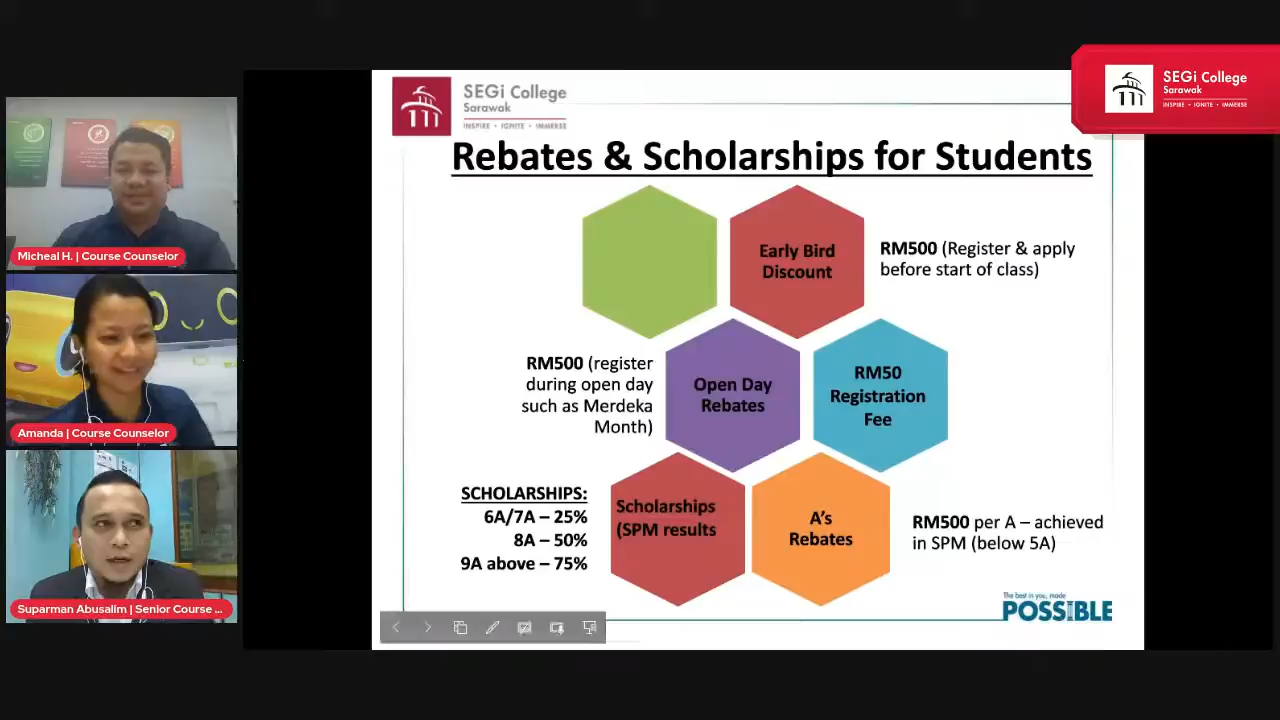 SEGi College
Sarawak
INSPIRE • IGNITE • IMMERSE
SEGi College
Sarawak
INSPIRE • IGNITE • IMMERSE
Rebates & Scholarships for Students
Early Bird
Discount
RM500 (Register & apply
before start of class)
RM500 (register
during open day
such as Merdeka
Month)
Open Day
Rebates
RM50
Registration
Fee
SCHOLARSHIPS:
6A/7A – 25%
8A – 50%
9A above – 75%
Scholarships
(SPM results
A's
Rebates
RM500 per A – achieved
in SPM (below 5A)
The best in you, made
POSSIBLE
Micheal H. | Course Counselor
Amanda | Course Counselor
Suparman Abusalim | Senior Course ...